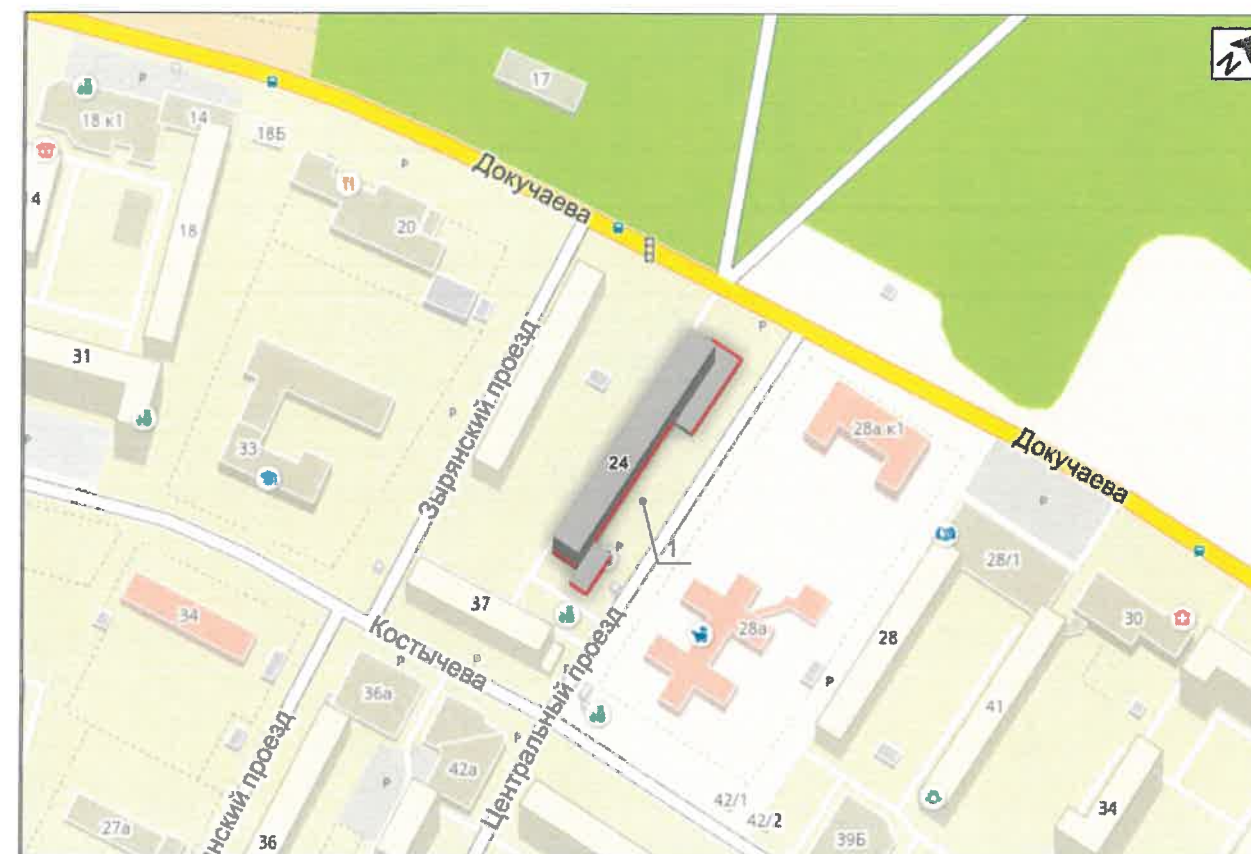 N
17
P
18 к1
14
18Б
P
4
Докучаева
18
20
31
P
24
28а к1
Докучаева
P
33
P
Зырянский проезд
P
28/1
1
P
37
34
28а
28
30
Костычева
P
Центральный проезд
36а
P
41
P
42а
P
нский проезд
42/1
42/2
34
27а
36
39Б